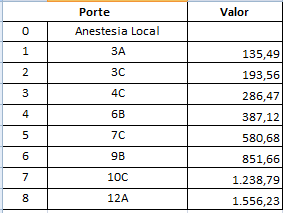 Porte Valor
0 Anestesia Local
1 3A 135,49
2 3C 193,56
3 4C 286,47
4 6B 387,12
5 7C 580,68
6 9B 851,66
7 10C 1.238,79
8 12A 1.556,23